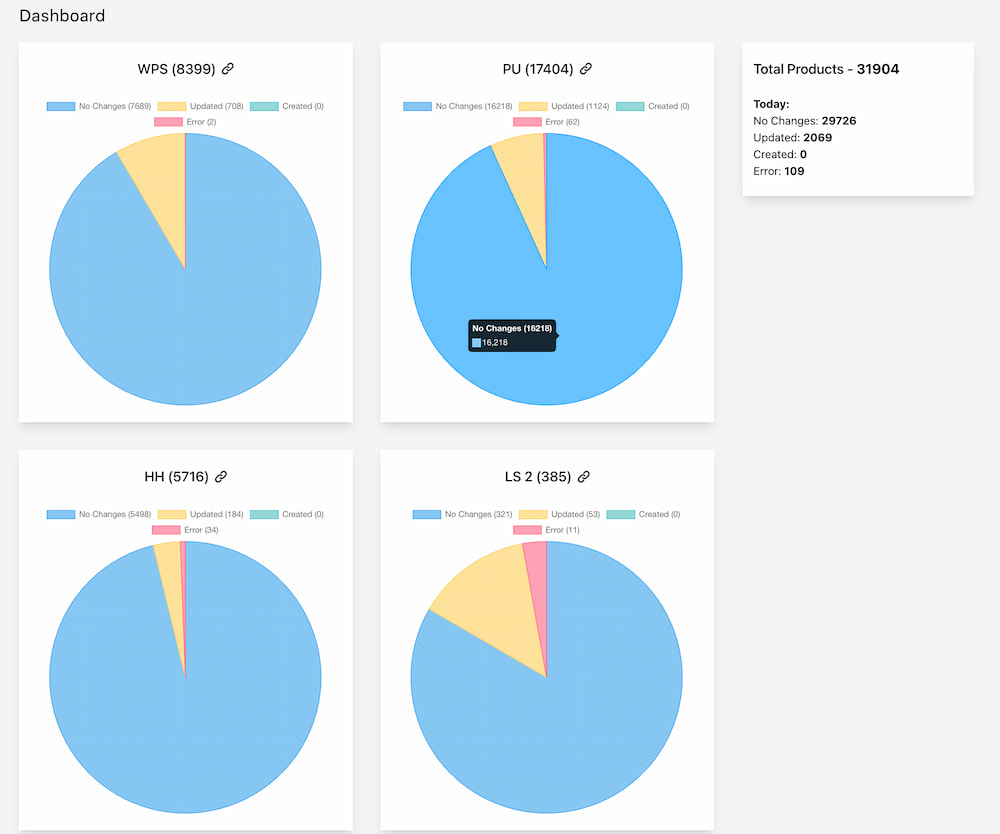 Dashboard
WPS (8399)
No Changes (7689) Updated (708) Created (0)
Error (2)
PU (17404)
No Changes (16218) Updated (1124) Created (0)
Error (62)
No Changes (16218)
16,218
Total Products - 31904
Today:
No Changes: 29726
Updated: 2069
Created: 0
Error: 109
HH (5716)
No Changes (5498) Updated (184) Created (0)
Error (34)
LS 2 (385)
No Changes (321) Updated (53) Created (0)
Error (11)